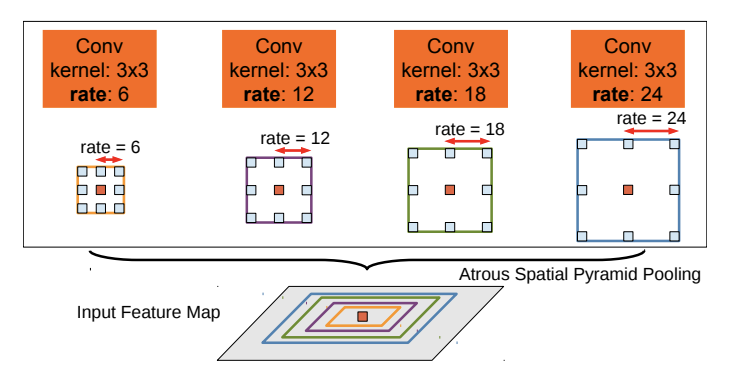 Conv
kernel: 3x3
rate: 6
Conv
kernel: 3x3
rate: 12
Conv
kernel: 3x3
rate: 18
Conv
kernel: 3x3
rate: 24
rate = 6
rate = 12
rate = 18
rate = 24
Atrous Spatial Pyramid Pooling
Input Feature Map